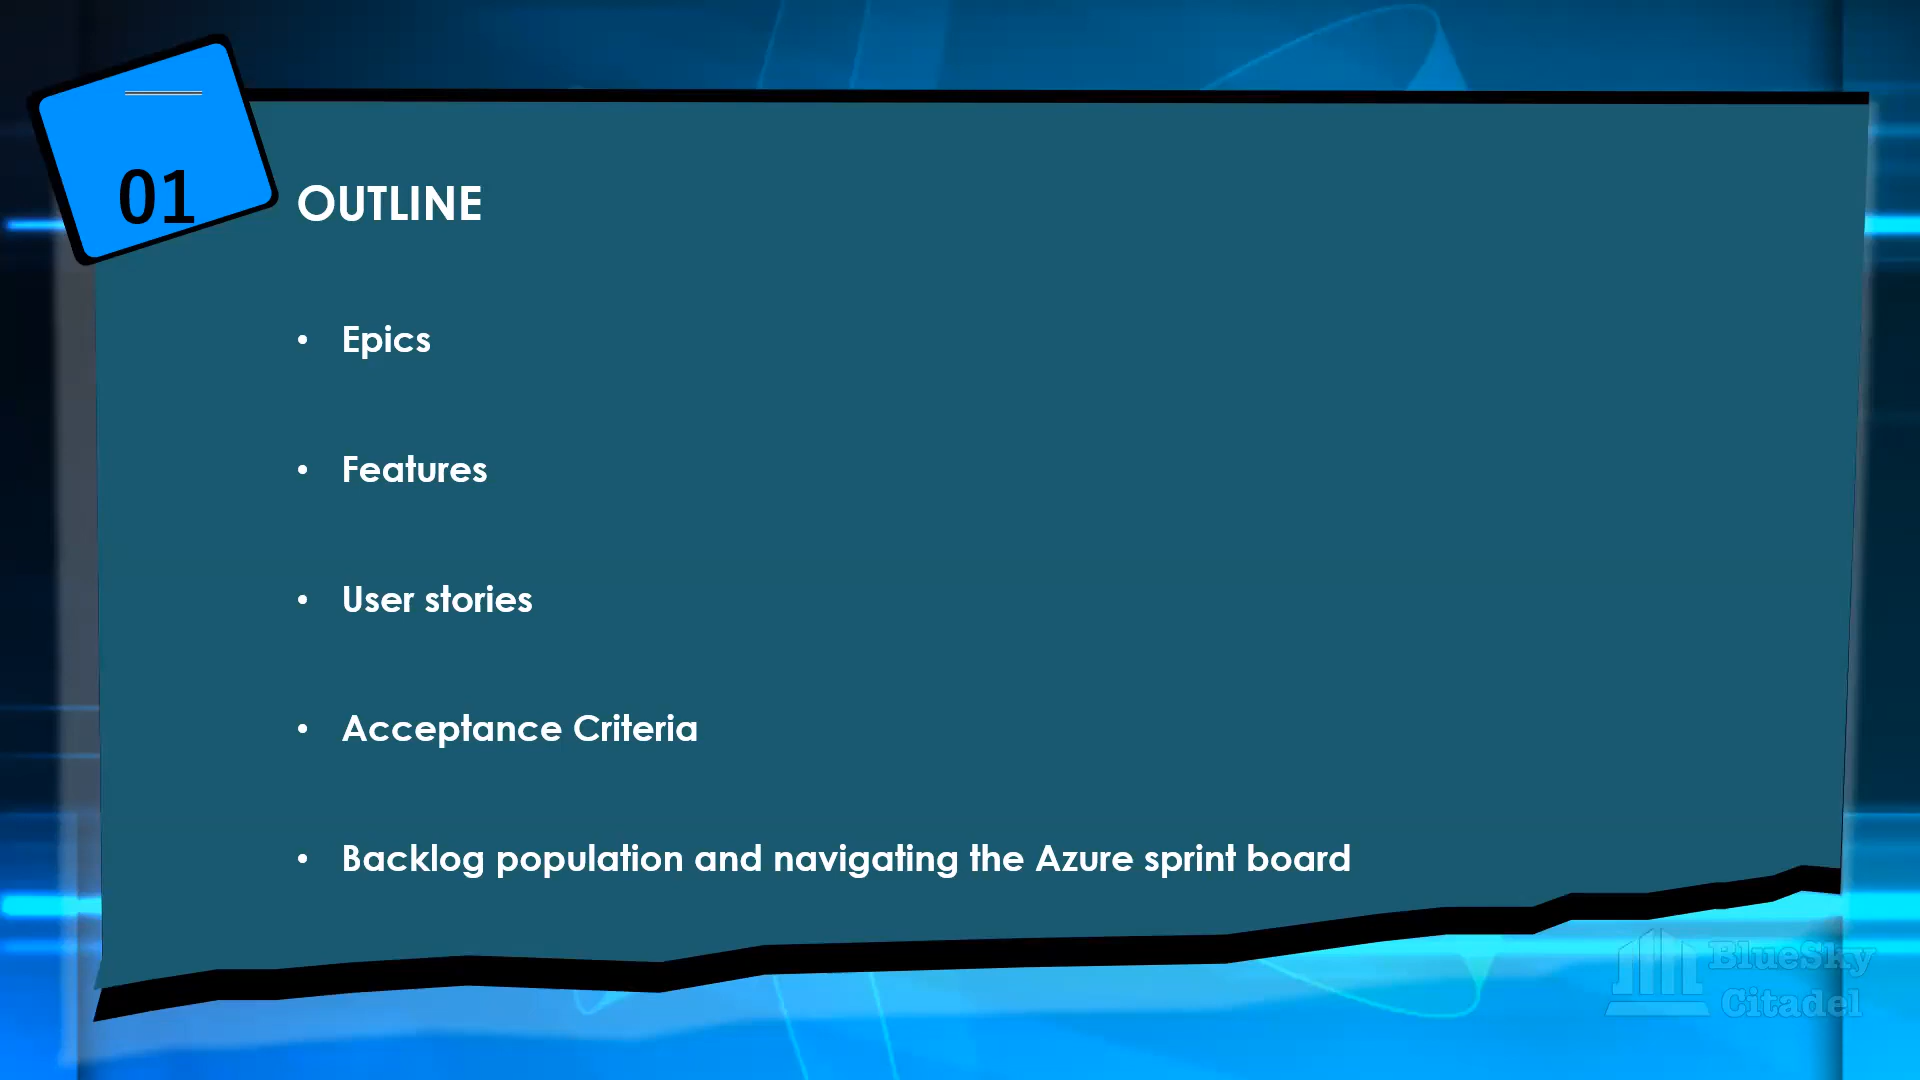 01
OUTLINE
• Epics
• Features
• User stories
• Acceptance Criteria
• Backlog population and navigating the Azure sprint board
BlueSky
Citadel